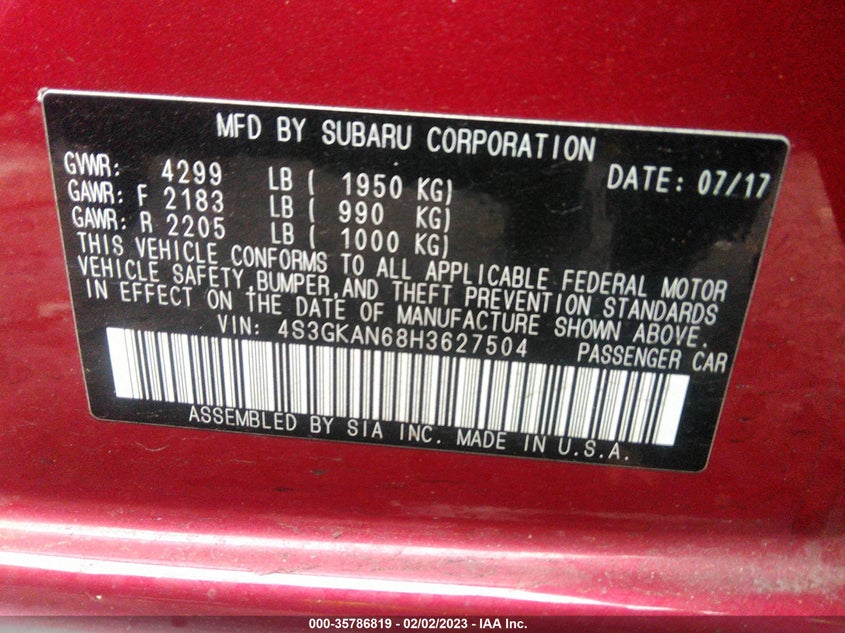 MFD BY SUBARU CORPORATION
GVWR: 4299 LB ( 1950 KG) DATE: 07/17
GAWR: F 2183 LB ( 990 KG)
GAWR: R 2205 LB ( 1000 KG)
THIS VEHICLE CONFORMS TO ALL APPLICABLE FEDERAL MOTOR
VEHICLE SAFETY,BUMPER,AND THEFT PREVENTION STANDARDS
IN EFFECT ON THE DATE OF MANUFACTURE SHOWN ABOVE.
VIN: 4S3GKAN68H3627504 PASSENGER CAR
ASSEMBLED BY SIA INC. MADE IN U.S.A.
000-35786819 / 02/02/2023 - IAA Inc.